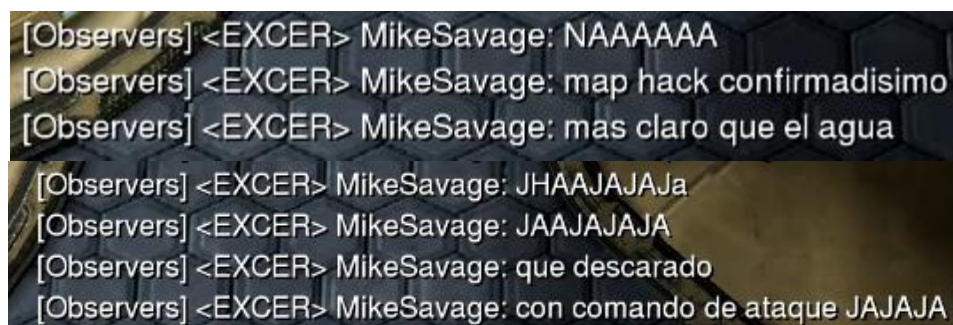 [Observers] <EXCER> MikeSavage: NAAAAAA
[Observers] <EXCER> MikeSavage: map hack confirmadisimo
[Observers] <EXCER> MikeSavage: mas claro que el agua
[Observers] <EXCER> MikeSavage: JHAAJAJAJa
[Observers] <EXCER> MikeSavage: JAAJAJAJA
[Observers] <EXCER> MikeSavage: que descarado
[Observers] <EXCER> MikeSavage: con comando de ataque JAJAJA